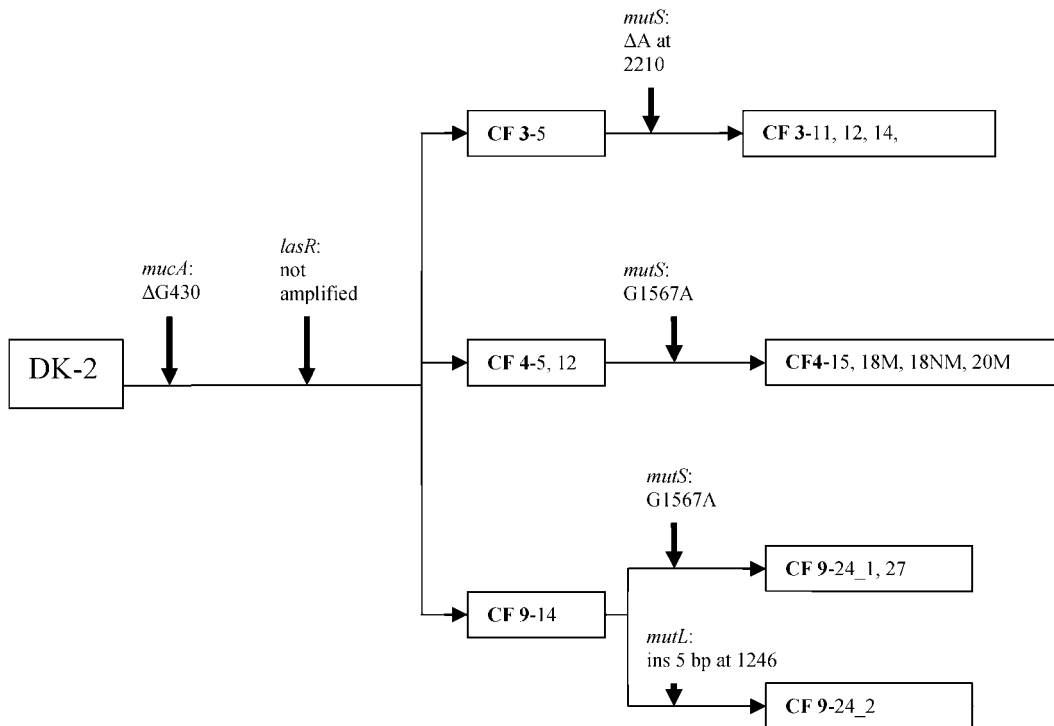 mutS:
ΔA at
2210
CF 3-5
CF 3-11, 12, 14,
mucA:
ΔG430
lasR:
not
amplified
mutS:
G1567A
DK-2
CF 4-5, 12
CF4-15, 18M, 18NM, 20M
mutS:
G1567A
CF 9-24_1, 27
CF 9-14
mutL:
ins 5 bp at 1246
CF 9-24_2